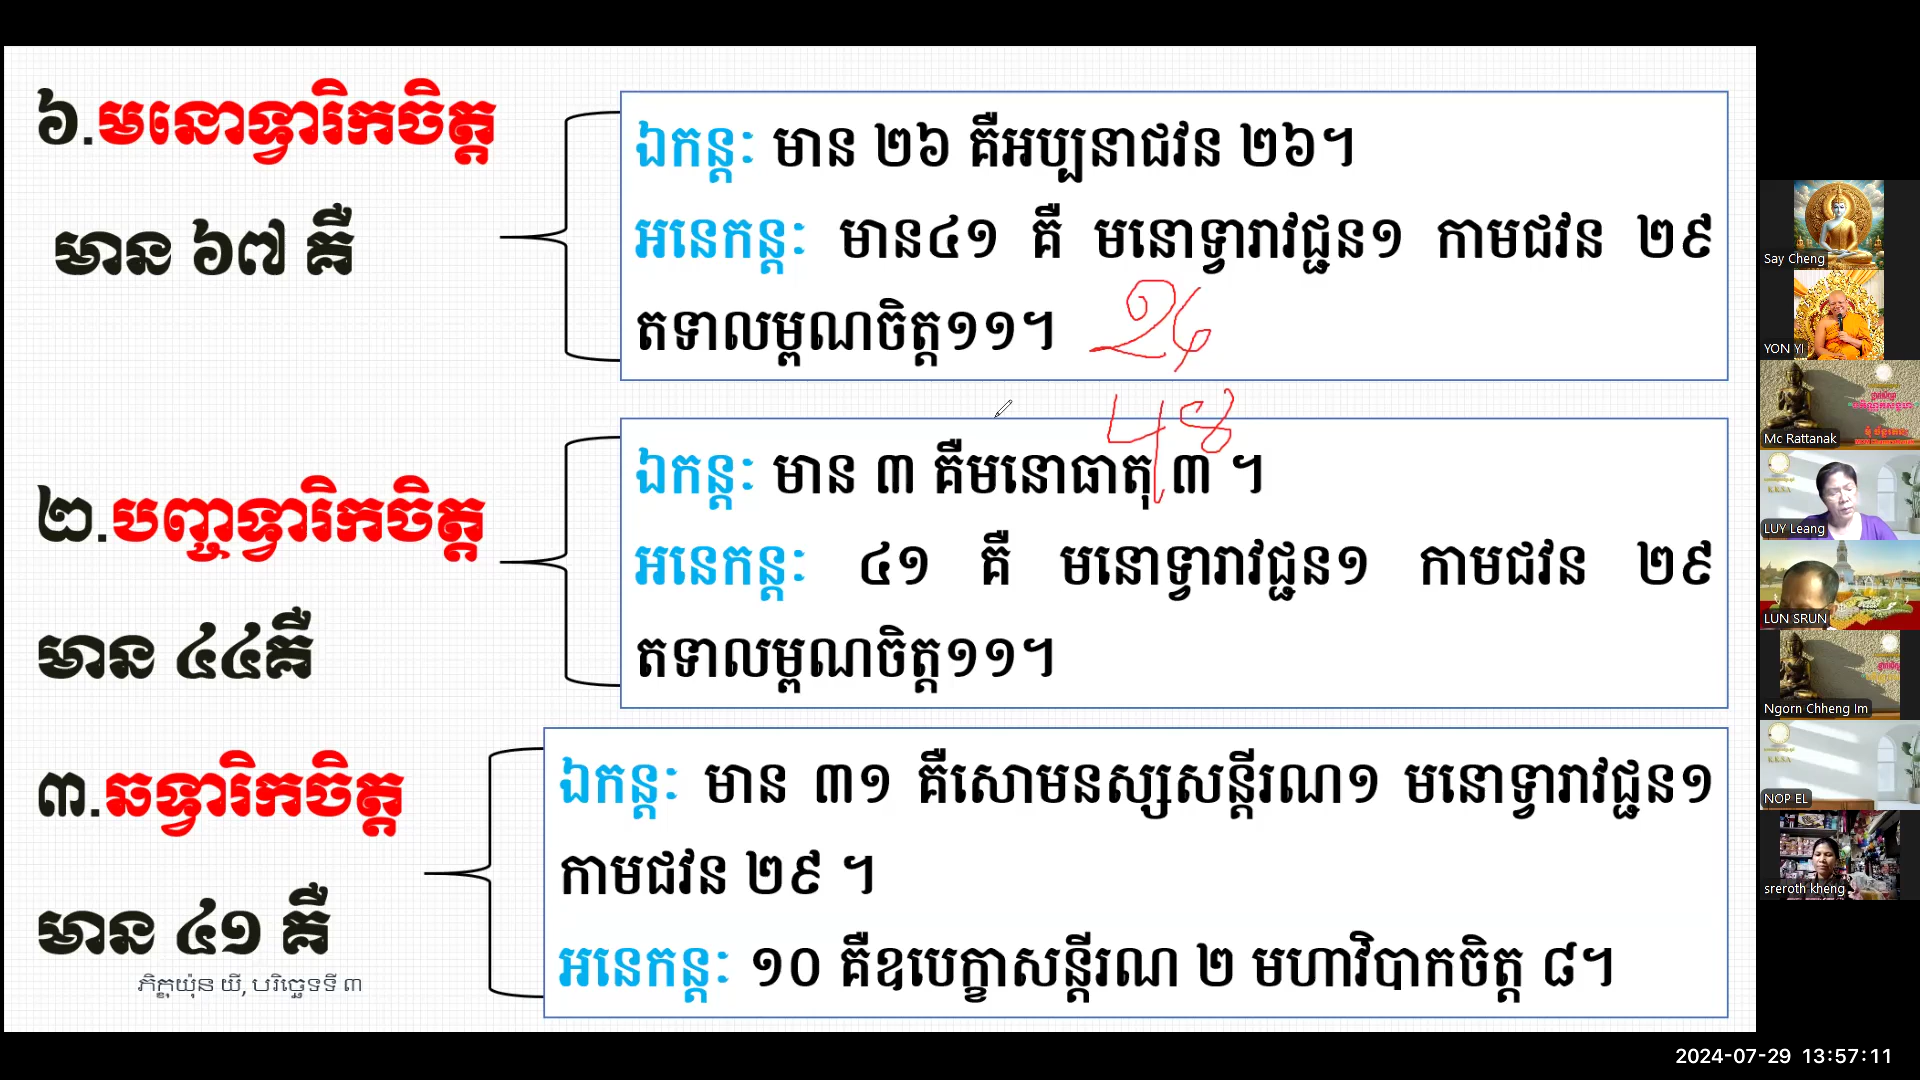 ៦.មនោទ្វារិកចិត្ត
មាន ៦៧ គឺ
ឯកន្តៈ មាន ២៦ គឺអប្បនាជវន ២៦។
អនេកន្តៈ មាន៤១ គឺ មនោទ្វារាវជ្ជន១ កាមជវន ២៩
តទាលម្ពណចិត្ត១១។
២.បញ្ចទ្វារិកចិត្ត
មាន ៤៤គឺ
ឯកន្តៈ មាន ៣ គឺមនោធាតុ ៣ ។
អនេកន្តៈ ៤១ គឺ មនោទ្វារាវជ្ជន១ កាមជវន ២៩
តទាលម្ពណចិត្ត១១។
៣.ឆទ្វារិកចិត្ត
មាន ៤១ គឺ
ឯកន្តៈ មាន ៣១ គឺសោមនស្សសន្តីរណ១ មនោទ្វារាវជ្ជន១
កាមជវន ២៩ ។
អនេកន្តៈ ១០ គឺឧបេក្ខាសន្តីរណ ២ មហាវិបាកចិត្ត ៨។
ភិក្ខុយ៉ុន យី, បរិច្ឆេទទី ៣
Say Cheng
YON YI
Mc Rattanak
LUY Leang
LUN SRUN
Ngorn Chheng Im
NOP EL
sreroth kheng
2024-07-29 13:57:11